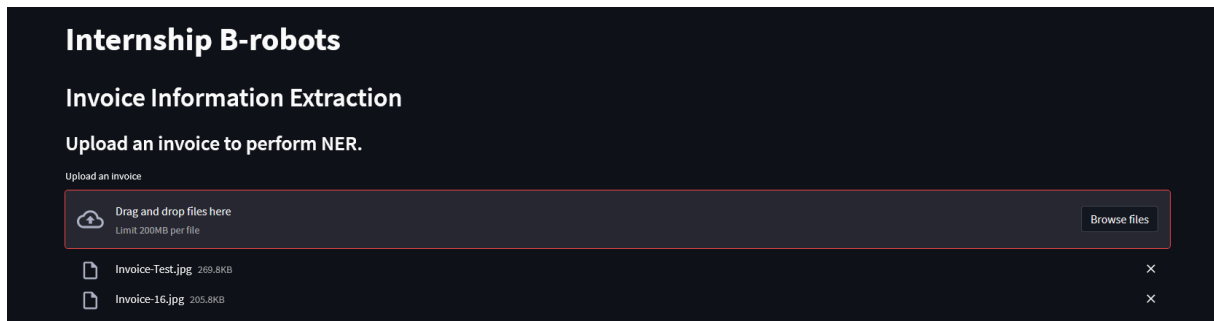 Internship B-robots
Invoice Information Extraction
Upload an invoice to perform NER.
Upload an invoice
Drag and drop files here
Limit 200MB per file
Browse files
Invoice-Test.jpg 269.8KB
Invoice-16.jpg 205.8KB